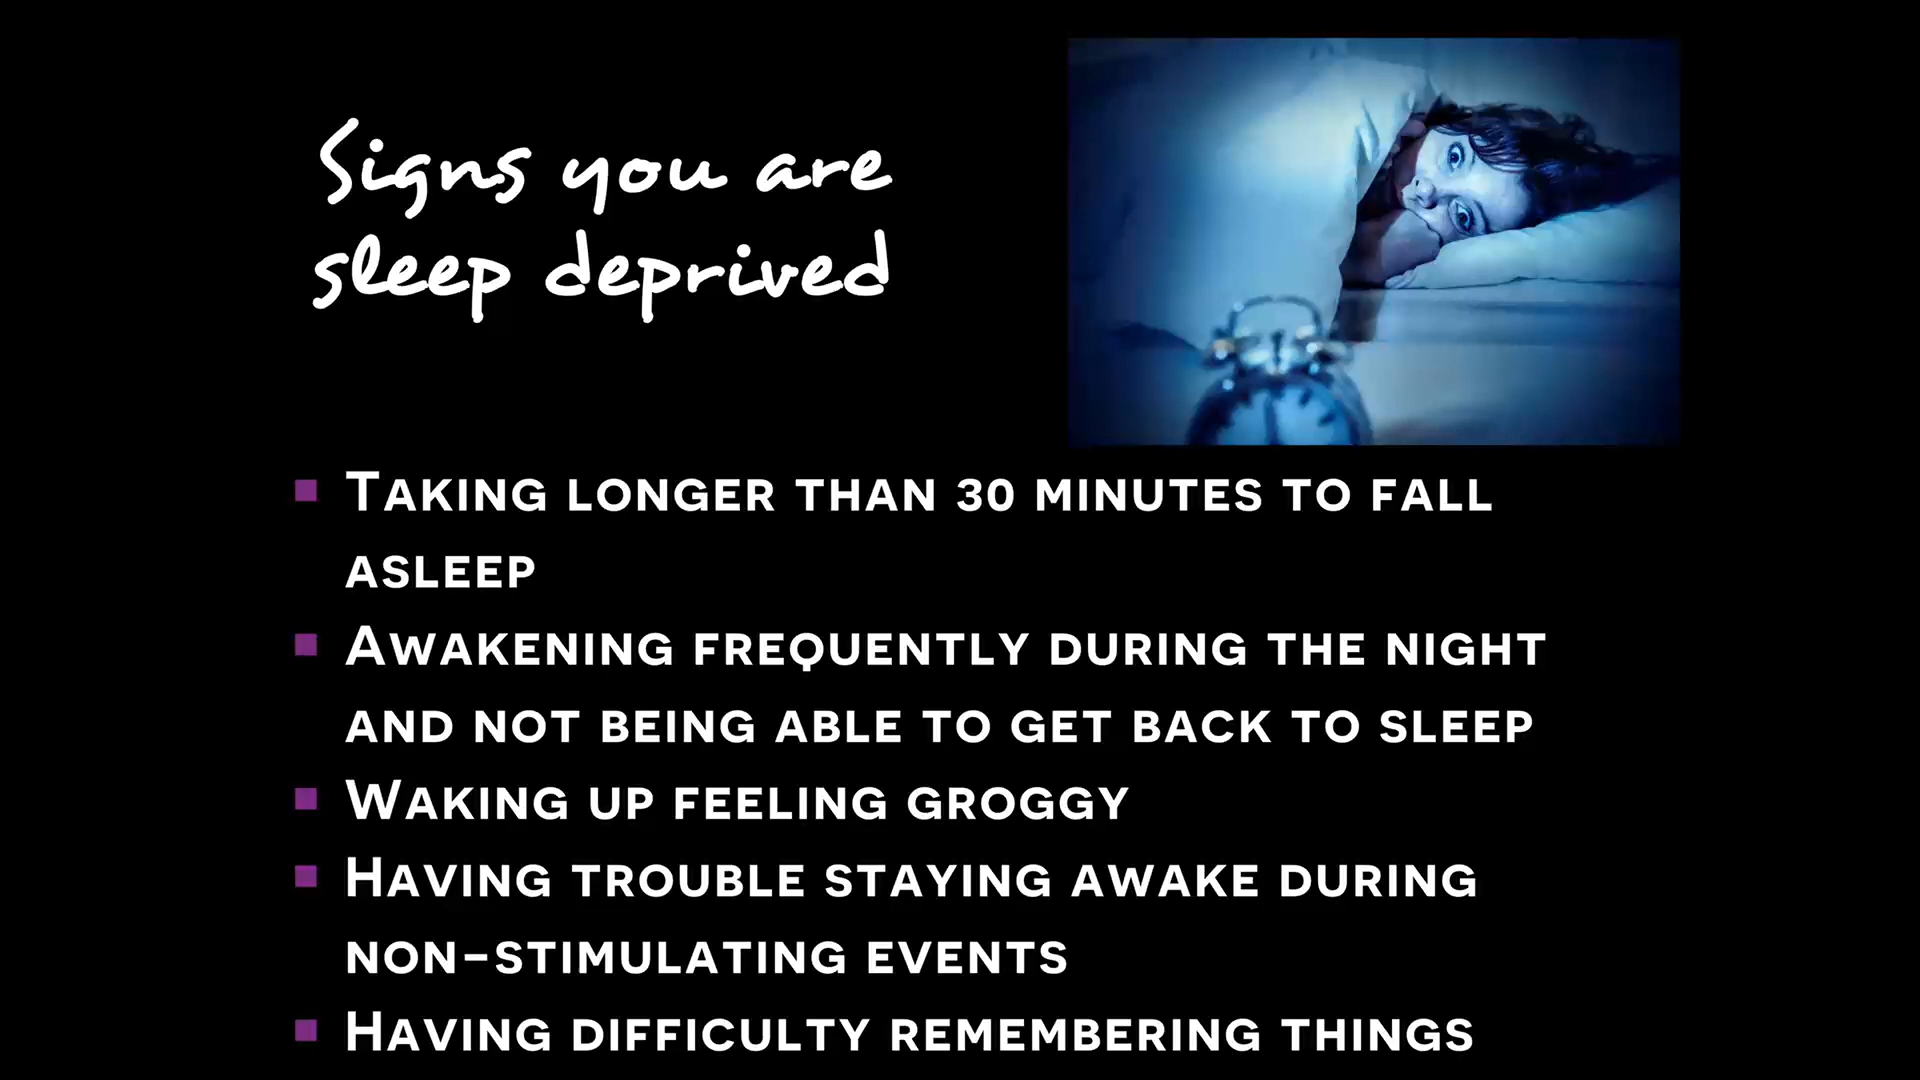 Signs you are
sleep deprived
Taking longer than 30 minutes to fall
asleep
Awakening frequently during the night
and not being able to get back to sleep
Waking up feeling groggy
Having trouble staying awake during
non-stimulating events
Having difficulty remembering things